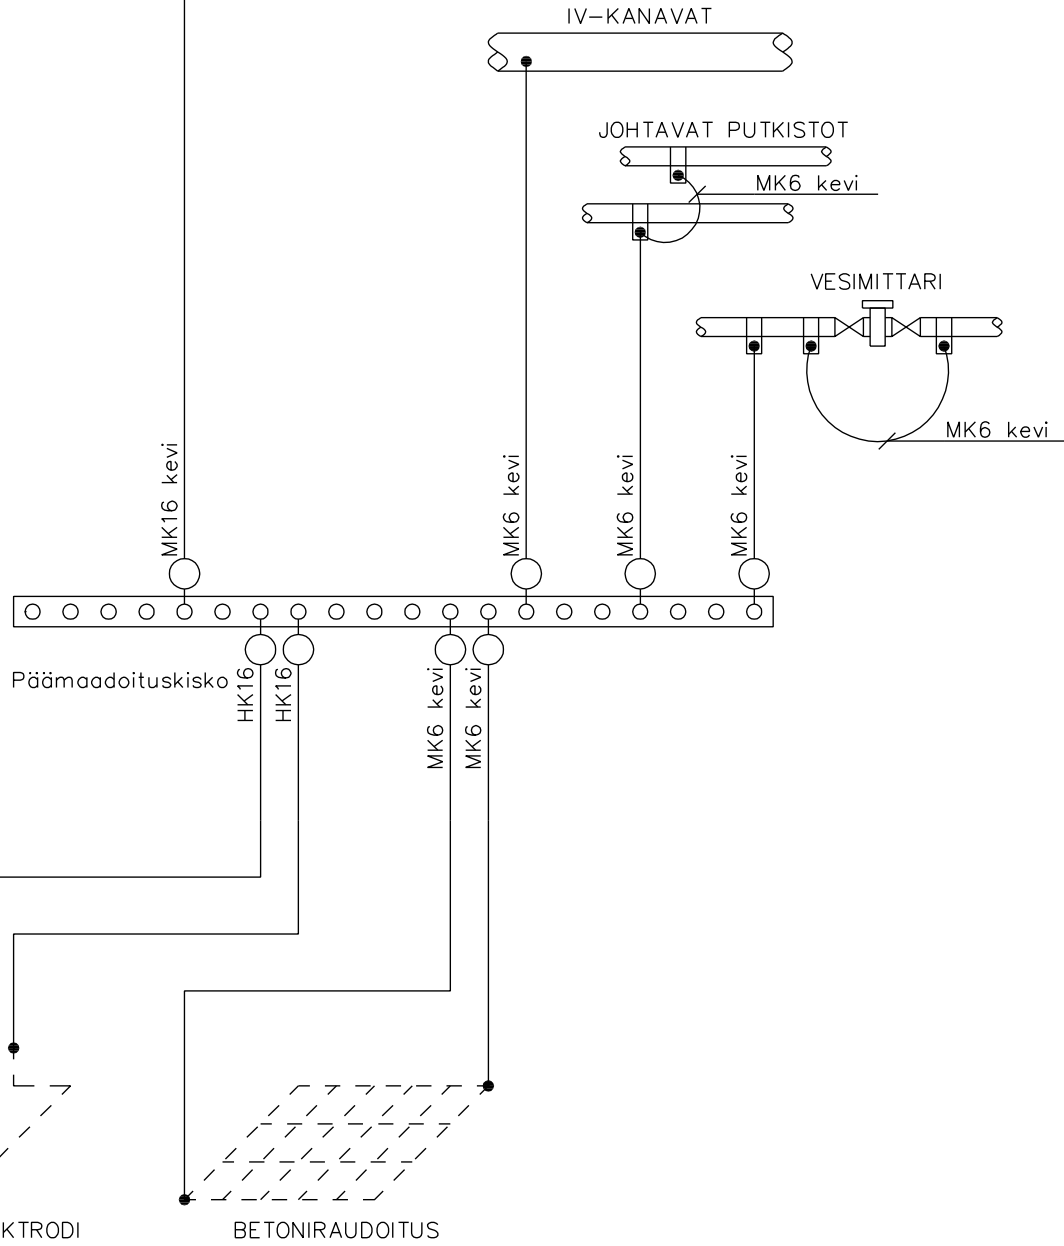 IV-KANAVAT
JOHTAVAT PUTKISTOT
MK6 kevi
VESIMITTARI
MK6 kevi
MK16 kevi
MK6 kevi
MK6 kevi
MK6 kevi
Päämaadoituskisko
HK16
HK16
MK6 kevi
MK6 kevi
KTRODI
BETONIRAUDOITUS